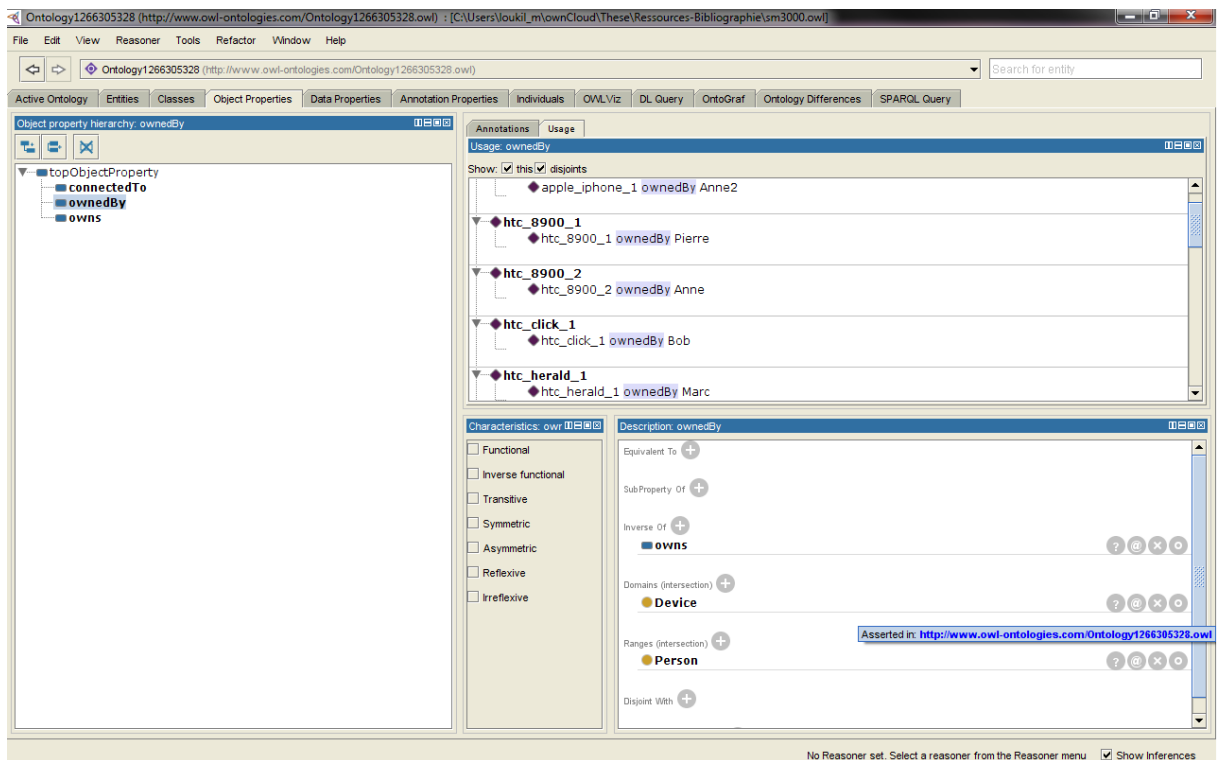 Ontology1266305328 (http://www.owl-ontologies.com/Ontology1266305328.owl) : [C:\Users\loukil_m\ownCloud\These\Ressources-Bibliographie\sm3000.owl]
File Edit View Reasoner Tools Refactor Window Help
Ontology1266305328 (http://www.owl-ontologies.com/Ontology1266305328.owl)
Search for entity
Active Ontology Entities Classes Object Properties Data Properties Annotation Properties Individuals OWLViz DL Query OntoGraf Ontology Differences SPARQL Query
Object property hierarchy: ownedBy
topObjectProperty
connectedTo
ownedBy
owns
Annotations Usage
Usage: ownedBy
Show: this disjoints
apple_iphone_1 ownedBy Anne2
htc_8900_1
htc_8900_1 ownedBy Pierre
htc_8900_2
htc_8900_2 ownedBy Anne
htc_click_1
htc_click_1 ownedBy Bob
htc_herald_1
htc_herald_1 ownedBy Marc
Characteristics: owr
Functional
Inverse functional
Transitive
Symmetric
Asymmetric
Reflexive
Irreflexive
Description: ownedBy
Equivalent To
SubProperty Of
Inverse Of
owns
Domains (intersection)
Device
Asserted in: http://www.owl-ontologies.com/Ontology1266305328.owl
Ranges (intersection)
Person
Disjoint With
No Reasoner set. Select a reasoner from the Reasoner menu Show Inferences